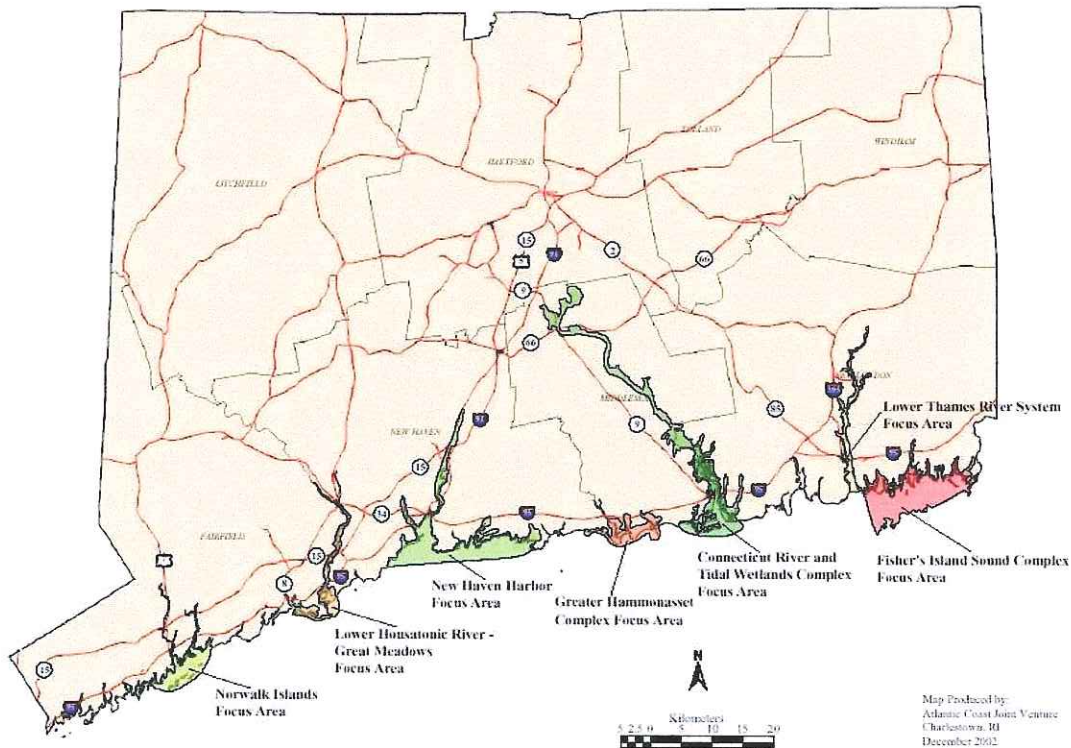 TOLLAND
WINDHAM
HARTFORD
LITCHFIELD
15
2
5
91
66
9
66
MIDDLESEX
85
9
Lower Thames River System
Focus Area
NEW HAVEN
91
15
95
95
95
34
FAIRFIELD
15
95
8
7
Connecticut River and
Tidal Wetlands Complex
Focus Area
Fisher's Island Sound Complex
Focus Area
New Haven Harbor
Focus Area
Greater Hammonasset
Complex Focus Area
Lower Housatonic River -
Great Meadows
Focus Area
15
95
Norwalk Islands
Focus Area
N
Kilometers
5 2.5 0 5 10 15 20
Map Produced by:
Atlantic Coast Joint Venture
Charlestown, RI
December 2002